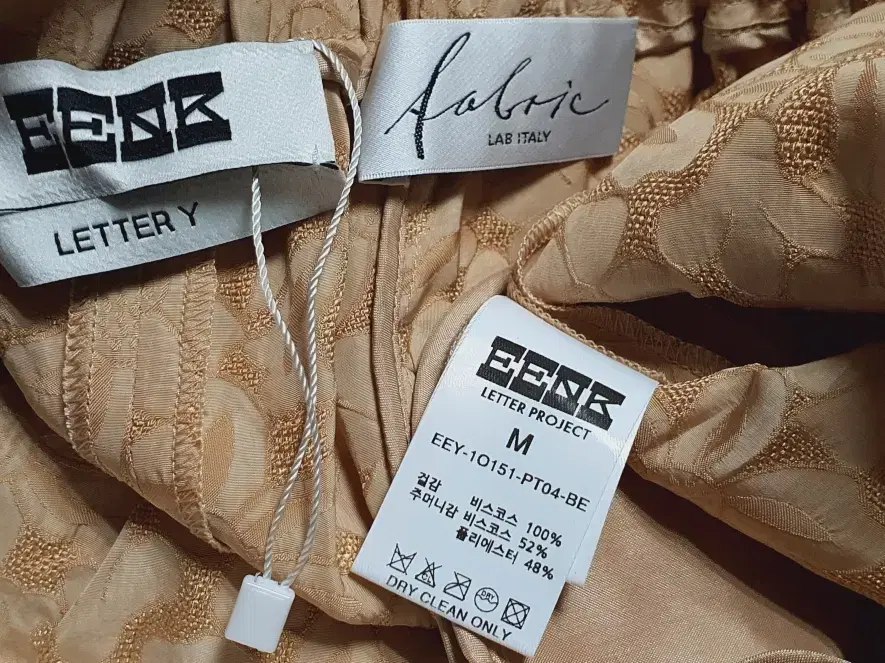 EENK
LETTER Y
fabric
LAB ITALY
EENK
LETTER PROJECT
M
EEY-1O151-PT04-BE
겉감 비스코스 100%
주머니감 비스코스 52%
폴리에스터 48%
DRY
DRY CLEAN ONLY